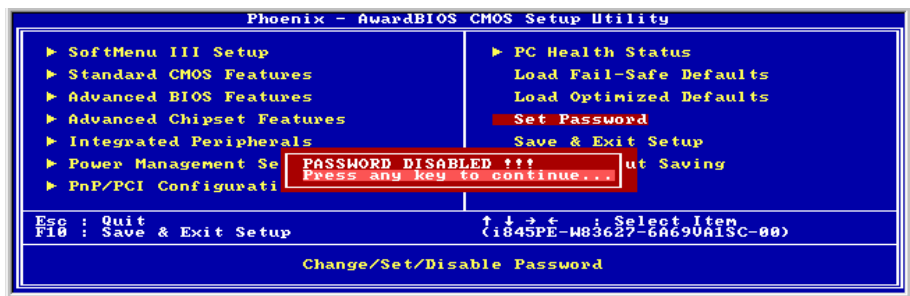 Phoenix - AwardBIOS CMOS Setup Utility
► SoftMenu III Setup
► Standard CMOS Features
► Advanced BIOS Features
► Advanced Chipset Features
► Integrated Peripherals
► Power Management Se
► PnP/PCI Configurati
► PC Health Status
Load Fail-Safe Defaults
Load Optimized Defaults
Set Password
Save & Exit Setup
ut Saving
PASSWORD DISABLED !!!
Press any key to continue...
Esc : Quit
F10 : Save & Exit Setup
↑ ↓ → ← : Select Item
(i845PE-W83627-6A69VA1SC-00)
Change/Set/Disable Password